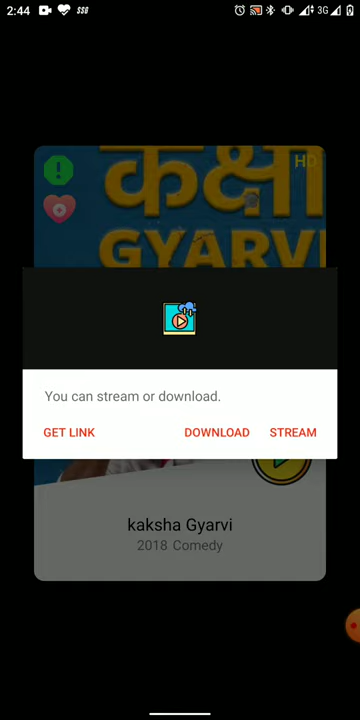 2:44 SSG 3G
HD
कक्षा
GYARVI
You can stream or download.
GET LINK DOWNLOAD STREAM
kaksha Gyarvi
2018 Comedy